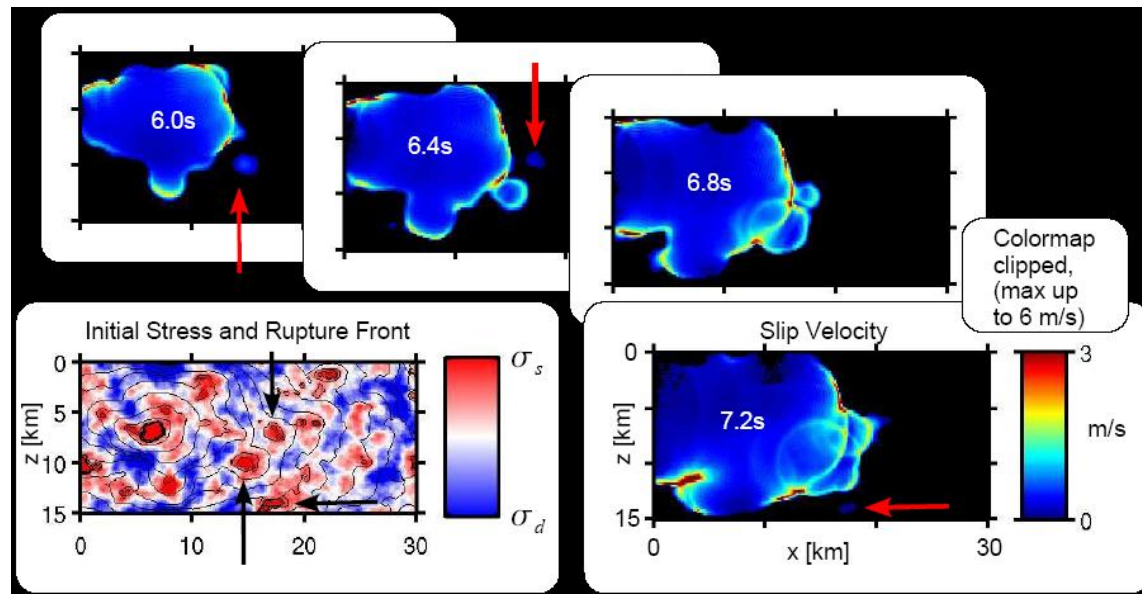 6.0s
6.4s
6.8s
Colormap
clipped,
(max up
to 6 m/s)
Initial Stress and Rupture Front
0
5
10
15
z [km]
0
10
20
30
σs
σd
Slip Velocity
0
15
z [km]
7.2s
0
30
x [km]
3
m/s
0